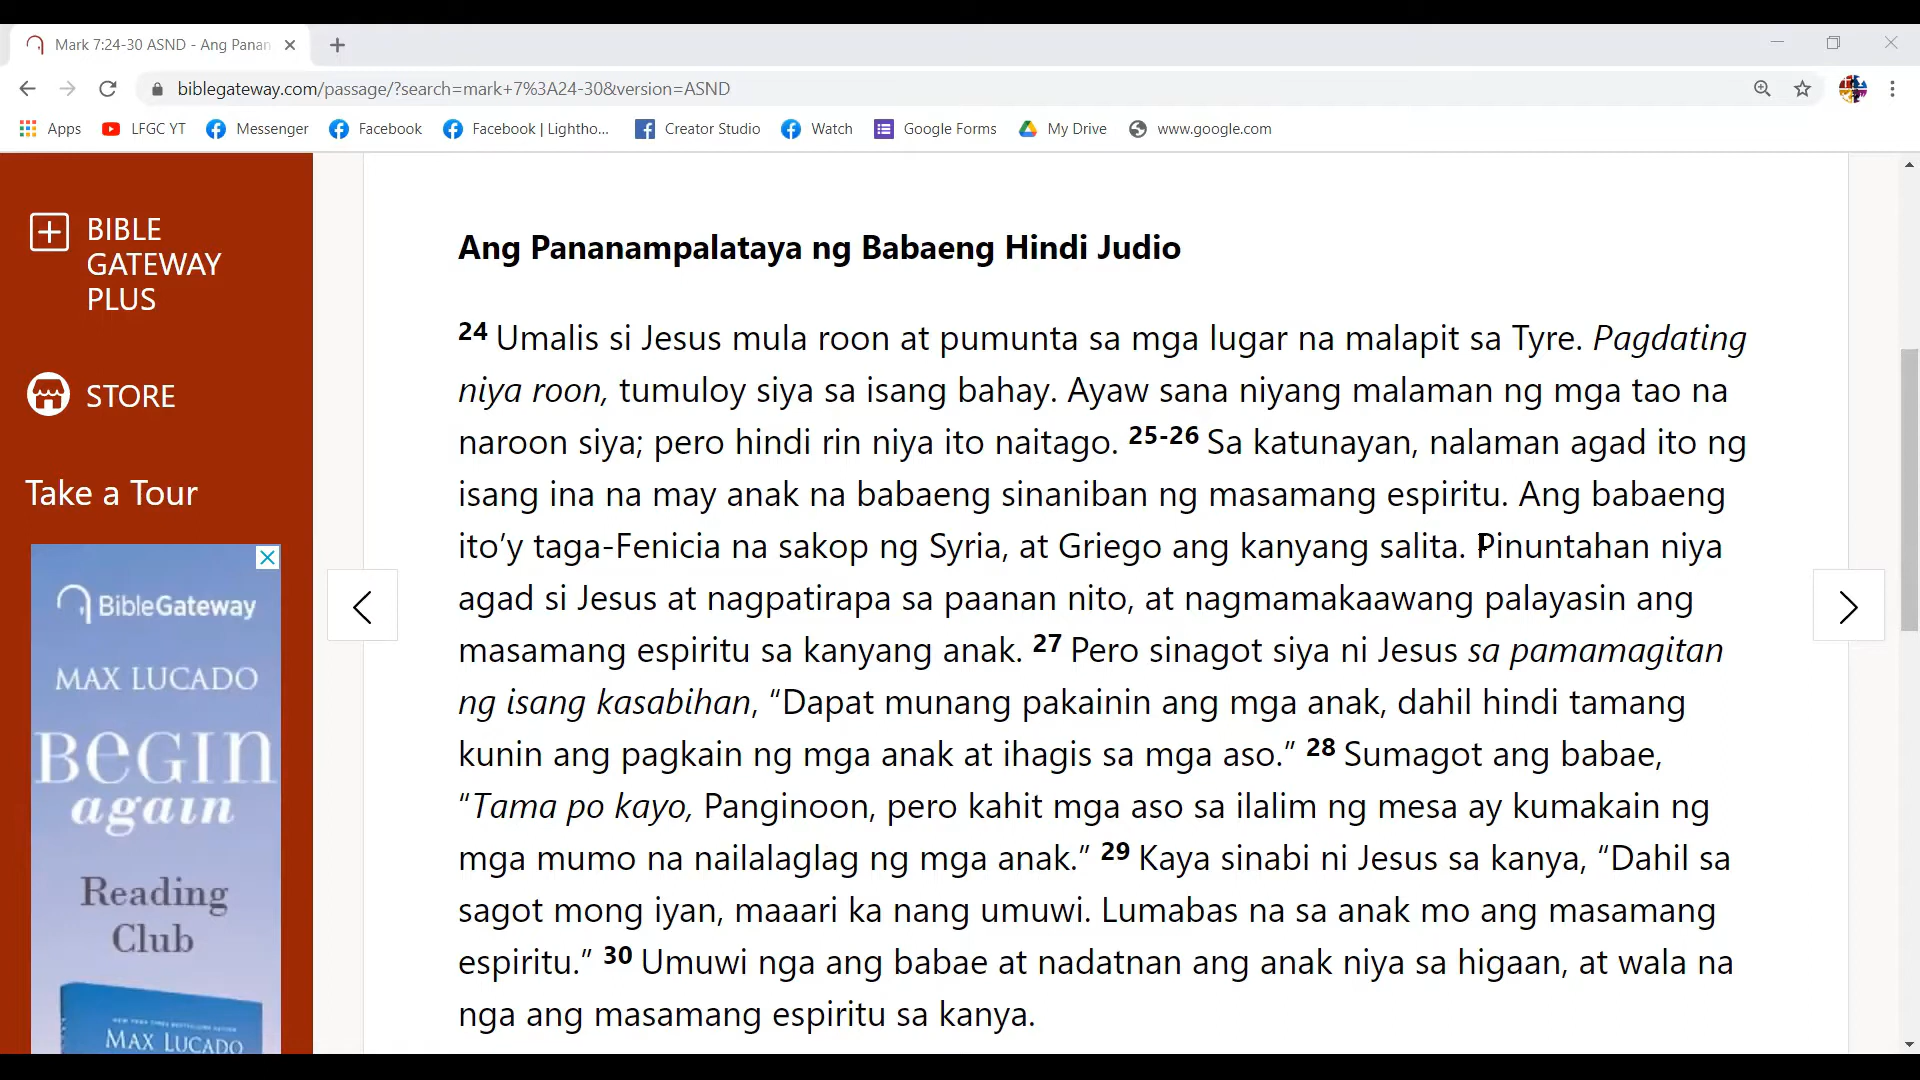 Mark 7:24-30 ASND - Ang Panan
biblegateway.com/passage/?search=mark+7%3A24-30&version=ASND
Apps LFGC YT Messenger Facebook Facebook | Lightho... Creator Studio Watch Google Forms My Drive www.google.com
BIBLE
GATEWAY
PLUS
STORE
Take a Tour
BibleGateway
MAX LUCADO
BEGIN
again
Reading
Club
MAX LUCADO
Ang Pananampalataya ng Babaeng Hindi Judio
24 Umalis si Jesus mula roon at pumunta sa mga lugar na malapit sa Tyre. Pagdating
niya roon, tumuloy siya sa isang bahay. Ayaw sana niyang malaman ng mga tao na
naroon siya; pero hindi rin niya ito naitago. 25-26 Sa katunayan, nalaman agad ito ng
isang ina na may anak na babaeng sinaniban ng masamang espiritu. Ang babaeng
ito’y taga-Fenicia na sakop ng Syria, at Griego ang kanyang salita. Pinuntahan niya
agad si Jesus at nagpatirapa sa paanan nito, at nagmamakaawang palayasin ang
masamang espiritu sa kanyang anak. 27 Pero sinagot siya ni Jesus sa pamamagitan
ng isang kasabihan, “Dapat munang pakainin ang mga anak, dahil hindi tamang
kunin ang pagkain ng mga anak at ihagis sa mga aso.” 28 Sumagot ang babae,
“Tama po kayo, Panginoon, pero kahit mga aso sa ilalim ng mesa ay kumakain ng
mga mumo na nailalaglag ng mga anak.” 29 Kaya sinabi ni Jesus sa kanya, “Dahil sa
sagot mong iyan, maaari ka nang umuwi. Lumabas na sa anak mo ang masamang
espiritu.” 30 Umuwi nga ang babae at nadatnan ang anak niya sa higaan, at wala na
nga ang masamang espiritu sa kanya.